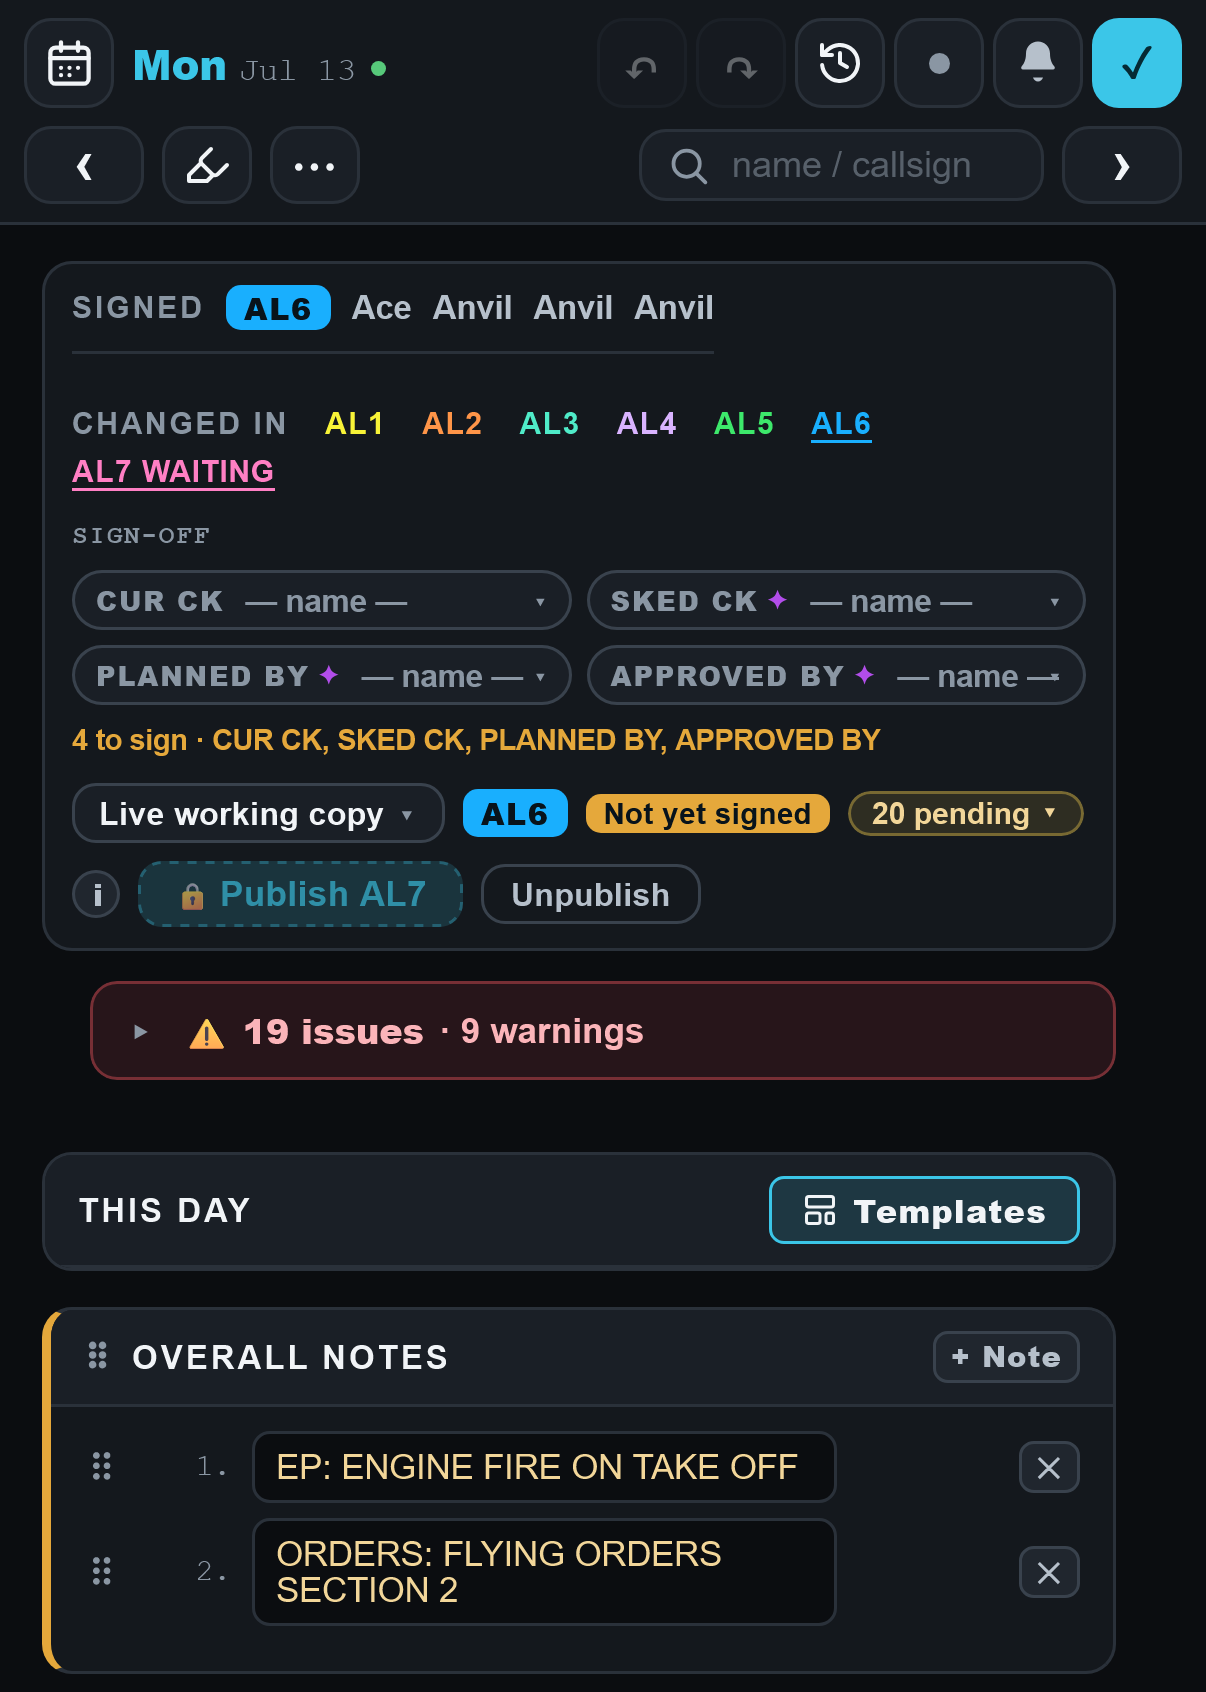 Mon Jul 13
name / callsign
SIGNED AL6 Ace Anvil Anvil Anvil
CHANGED IN AL1 AL2 AL3 AL4 AL5 AL6
AL7 WAITING
SIGN-OFF
CUR CK — name — SKED CK — name —
PLANNED BY — name — APPROVED BY — name —
4 to sign · CUR CK, SKED CK, PLANNED BY, APPROVED BY
Live working copy AL6 Not yet signed 20 pending
i Publish AL7 Unpublish
19 issues · 9 warnings
THIS DAY Templates
OVERALL NOTES + Note
1. EP: ENGINE FIRE ON TAKE OFF
2. ORDERS: FLYING ORDERS
SECTION 2